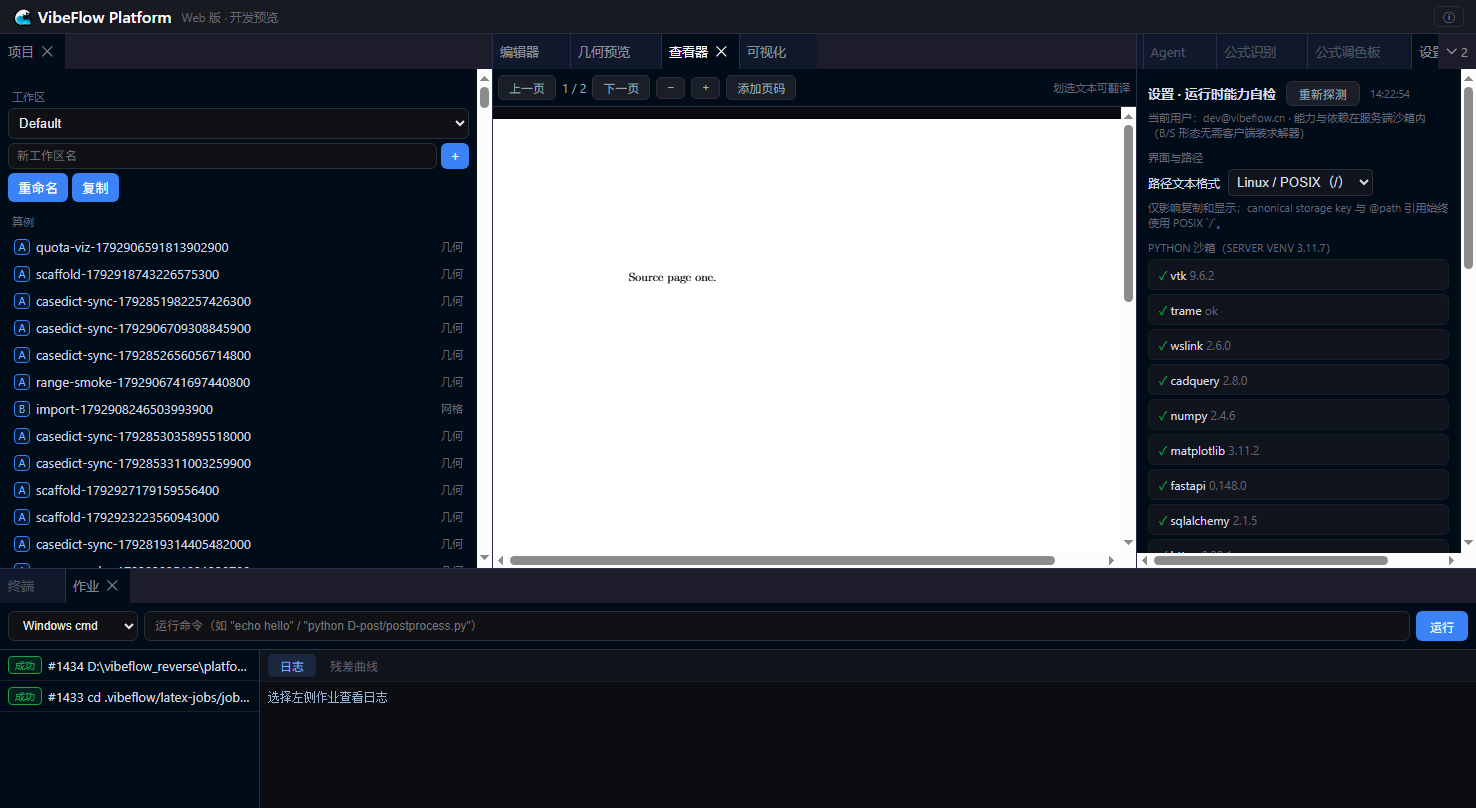 VibeFlow Platform Web 版 · 开发预览
项目
工作区
Default
新工作区名
+
重命名 复制
算例
A quota-viz-1792906591813902900 几何
A scaffold-1792918743226575300 几何
A casedict-sync-1792851982257426300 几何
A casedict-sync-1792906709308845900 几何
A casedict-sync-1792852656056714800 几何
A range-smoke-1792906741697440800 几何
B import-1792908246503993900 网格
A casedict-sync-1792853035895518000 几何
A casedict-sync-1792853311003259900 几何
A scaffold-1792927179159556400 几何
A scaffold-1792923223560943000 几何
A casedict-sync-1792819314405482000 几何
编辑器 几何预览 查看器 可视化
上一页 1 / 2 下一页 − + 添加页码 划选文本可翻译
Source page one.
Agent 公式识别 公式调色板 设置 2
设置 · 运行时能力自检 重新探测 14:22:54
当前用户：dev@vibeflow.cn · 能力与依赖在服务端沙箱内
（B/S 形态无需客户端装求解器）
界面与路径
路径文本格式 Linux / POSIX（/）
仅影响复制和显示；canonical storage key 与 @path 引用始终
使用 POSIX `/`。
PYTHON 沙箱（SERVER VENV 3.11.7）
✓ vtk 9.6.2
✓ trame ok
✓ wslink 2.6.0
✓ cadquery 2.8.0
✓ numpy 2.4.6
✓ matplotlib 3.11.2
✓ fastapi 0.148.0
✓ sqlalchemy 2.1.5
终端 作业
Windows cmd
运行命令（如 "echo hello" / "python D-post/postprocess.py"）
运行
成功 #1434 D:\vibeflow_reverse\platfo...
成功 #1433 cd .vibeflow/latex-jobs/job...
日志 残差曲线
选择左侧作业查看日志